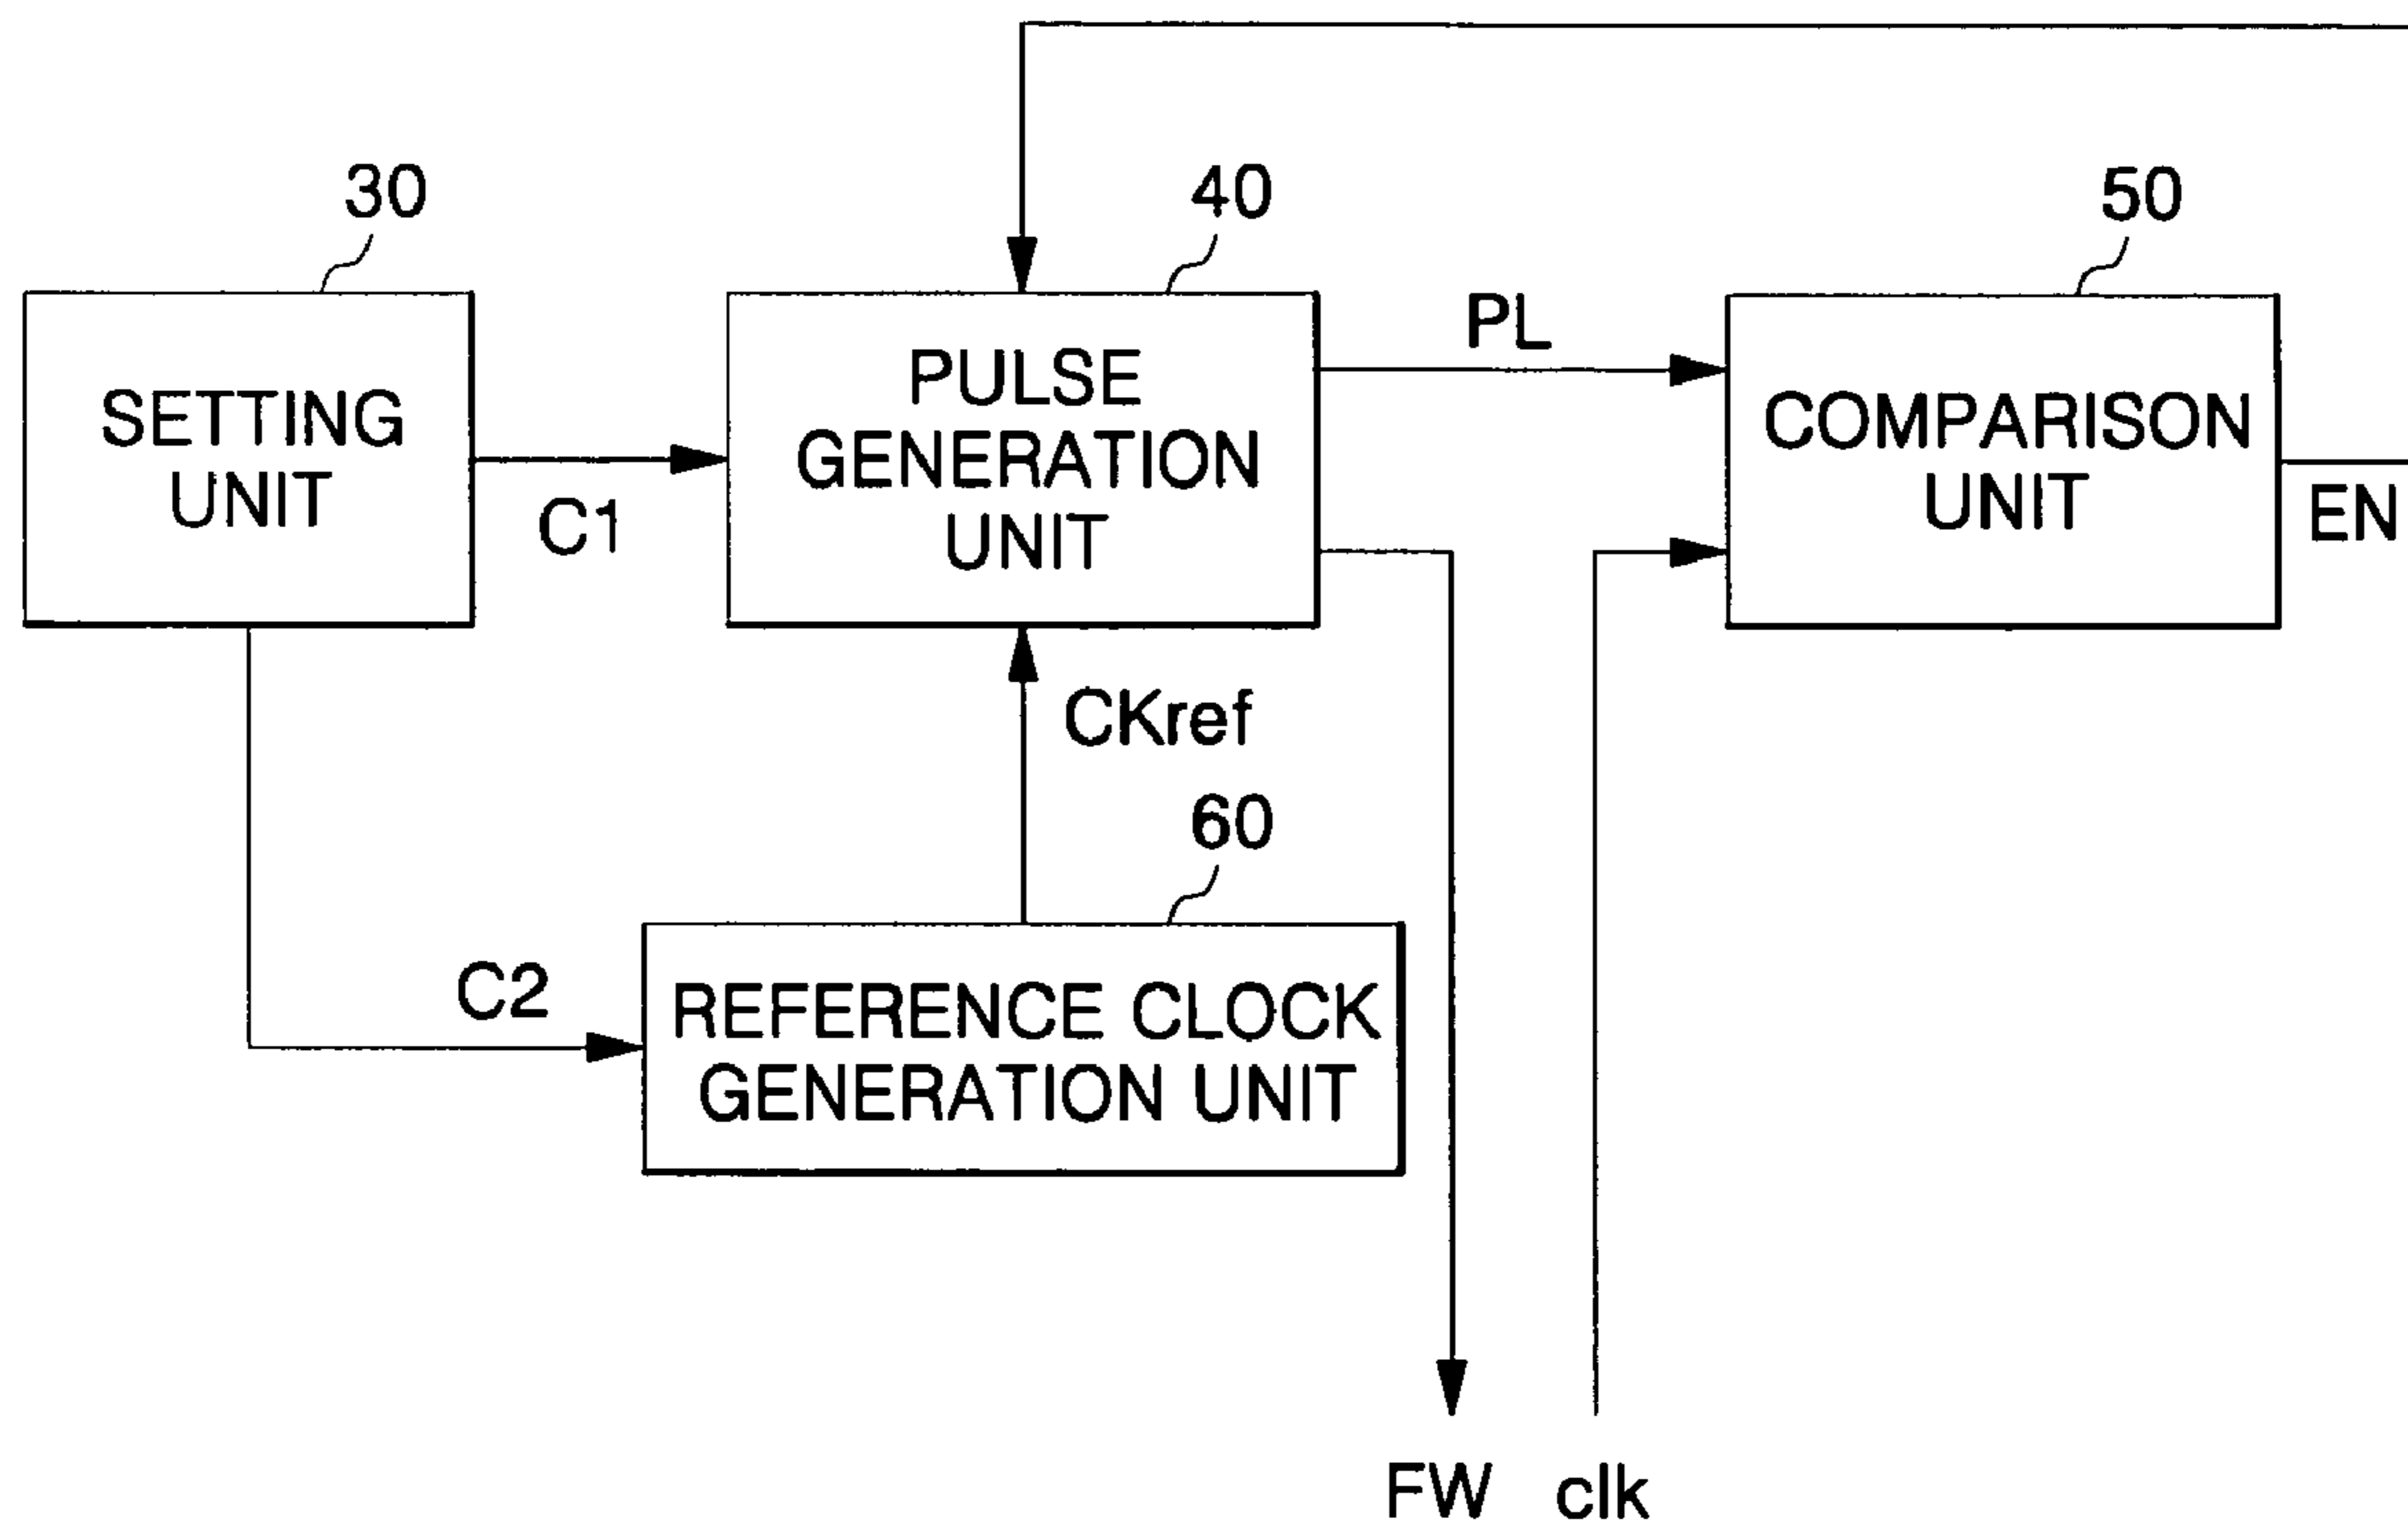 30
40
50
SETTING
UNIT
C1
PULSE
GENERATION
UNIT
PL
COMPARISON
UNIT
EN
CKref
60
C2
REFERENCE CLOCK
GENERATION UNIT
FW
clk